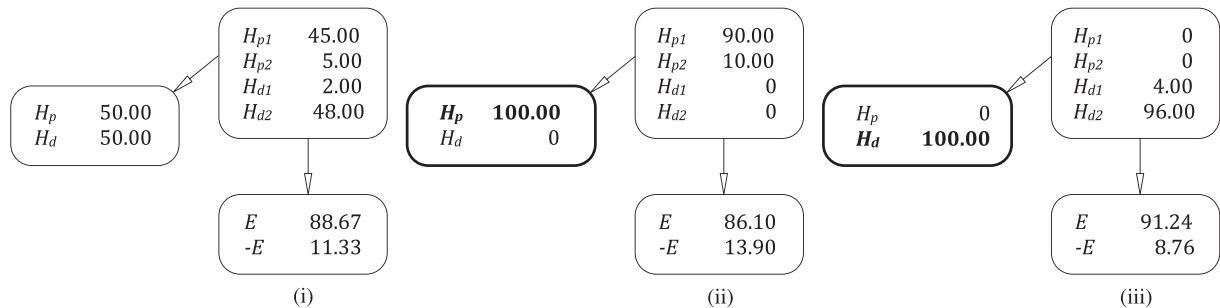 H_p1 45.00
H_p2 5.00
H_d1 2.00
H_d2 48.00
H_p 50.00
H_d 50.00
E 88.67
-E 11.33
(i)
H_p1 90.00
H_p2 10.00
H_d1 0
H_d2 0
H_p 100.00
H_d 0
E 86.10
-E 13.90
(ii)
H_p1 0
H_p2 0
H_d1 4.00
H_d2 96.00
H_p 0
H_d 100.00
E 91.24
-E 8.76
(iii)